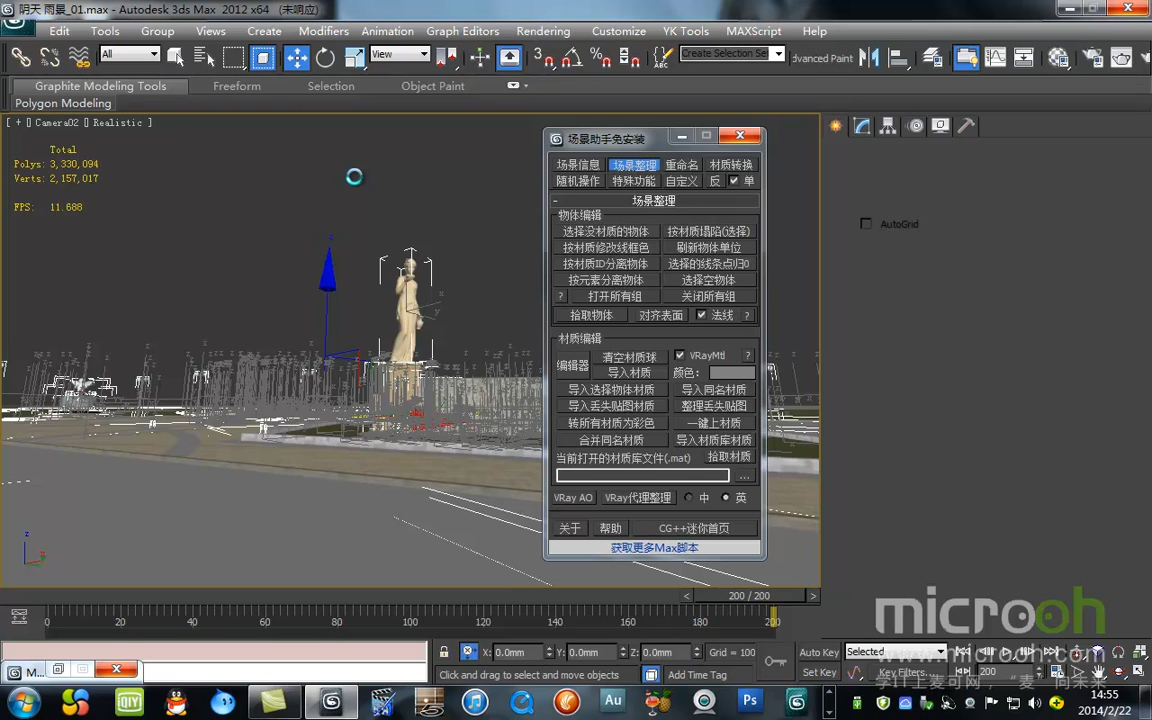 阴天 雨景_01.max - Autodesk 3ds Max 2012 x64 (未响应)
Edit Tools Group Views Create Modifiers Animation Graph Editors Rendering Customize YK Tools MAXScript Help
All View Create Selection Se
dvanced Paint
Graphite Modeling Tools Freeform Selection Object Paint
Polygon Modeling
[ + ] Camera02 [ Realistic ]
Total
Polys: 3,330,094
Verts: 2,157,017
FPS: 11.688
场景助手免安装
场景信息 场景整理 重命名 材质转换
随机操作 特殊功能 自定义 反 单
- 场景整理
物体编辑
选择没材质的物体 按材质塌陷(选择)
按材质修改线框色 刷新物体单位
按材质ID分离物体 选择的线条点归0
按元素分离物体 选择空物体
? 打开所有组 关闭所有组
拾取物体 对齐表面 法线 ?
材质编辑
编辑器 清空材质球 VRayMtl ?
导入材质 颜色:
导入选择物体材质 导入同名材质
导入丢失贴图材质 整理丢失贴图
转所有材质为彩色 一键上材质
合并同名材质 导入材质库材质
当前打开的材质库文件(.mat) 拾取材质
...
VRay AO VRay代理整理 中 英
关于 帮助 CG++迷你首页
获取更多Max脚本
AutoGrid
< 200 / 200 >
0 20 40 60 80 100 120 140 160 180 200
X: 0.0mm Y: 0.0mm Z: 0.0mm Grid = 100 Auto Key Selected
M... Click and drag to select and move objects Add Time Tag Set Key Key Filters... 200
microoh
www.microoh.com
14:55
2014/2/22